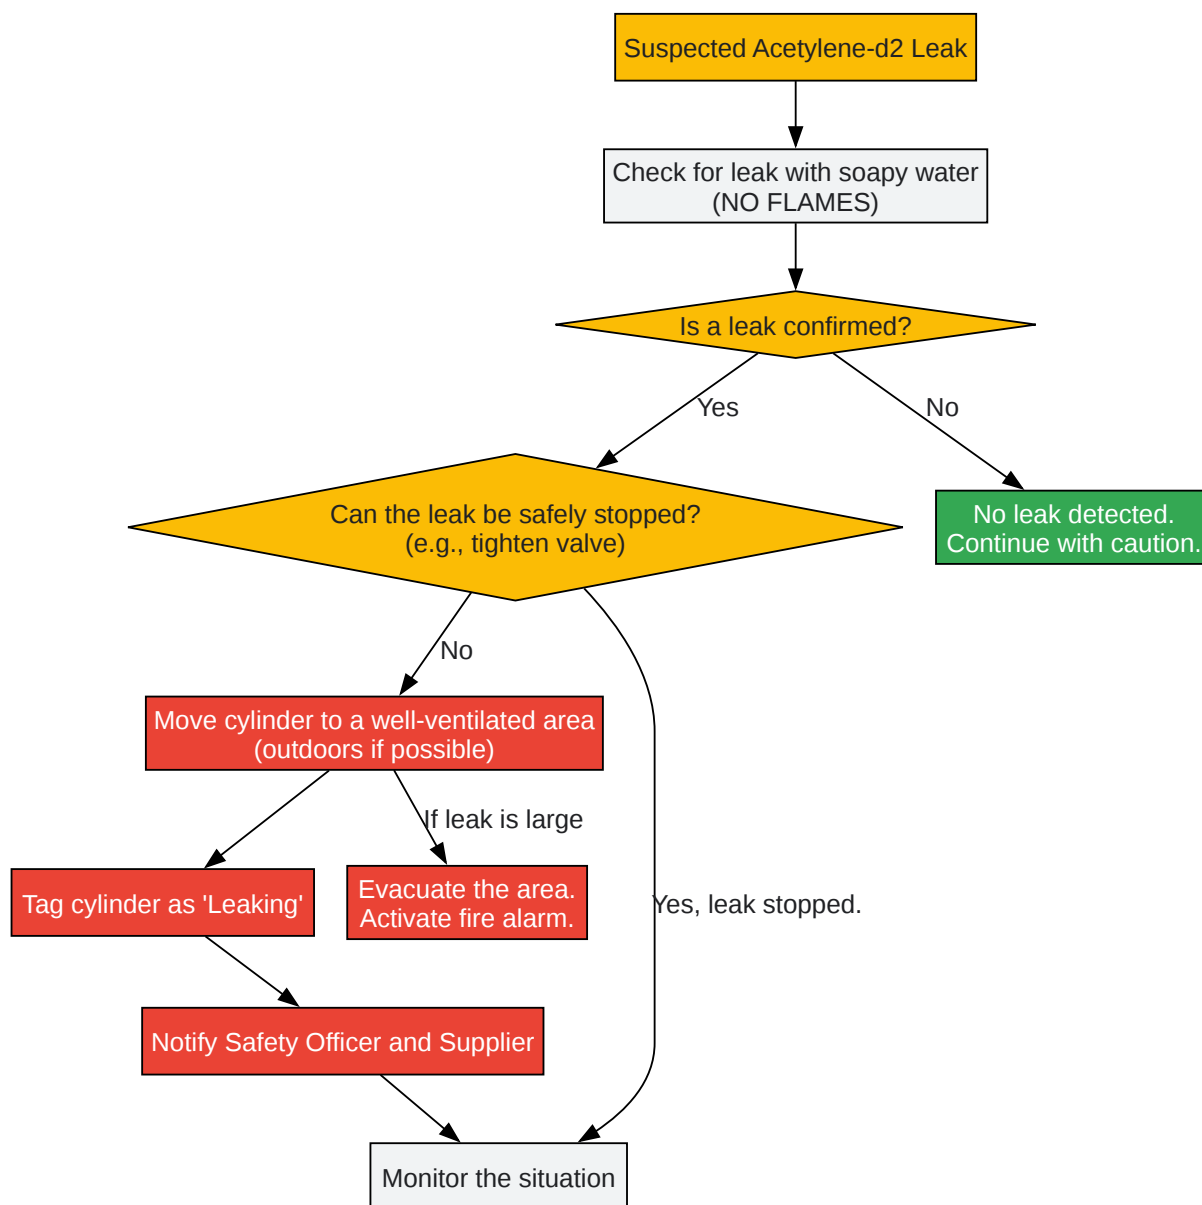 Suspected Acetylene-d2 Leak
Check for leak with soapy water
(NO FLAMES)
Is a leak confirmed?
Yes
No
Can the leak be safely stopped?
(e.g., tighten valve)
No leak detected.
Continue with caution.
No
Move cylinder to a well-ventilated area
(outdoors if possible)
If leak is large
Tag cylinder as 'Leaking'
Evacuate the area.
Activate fire alarm.
Yes, leak stopped.
Notify Safety Officer and Supplier
Monitor the situation